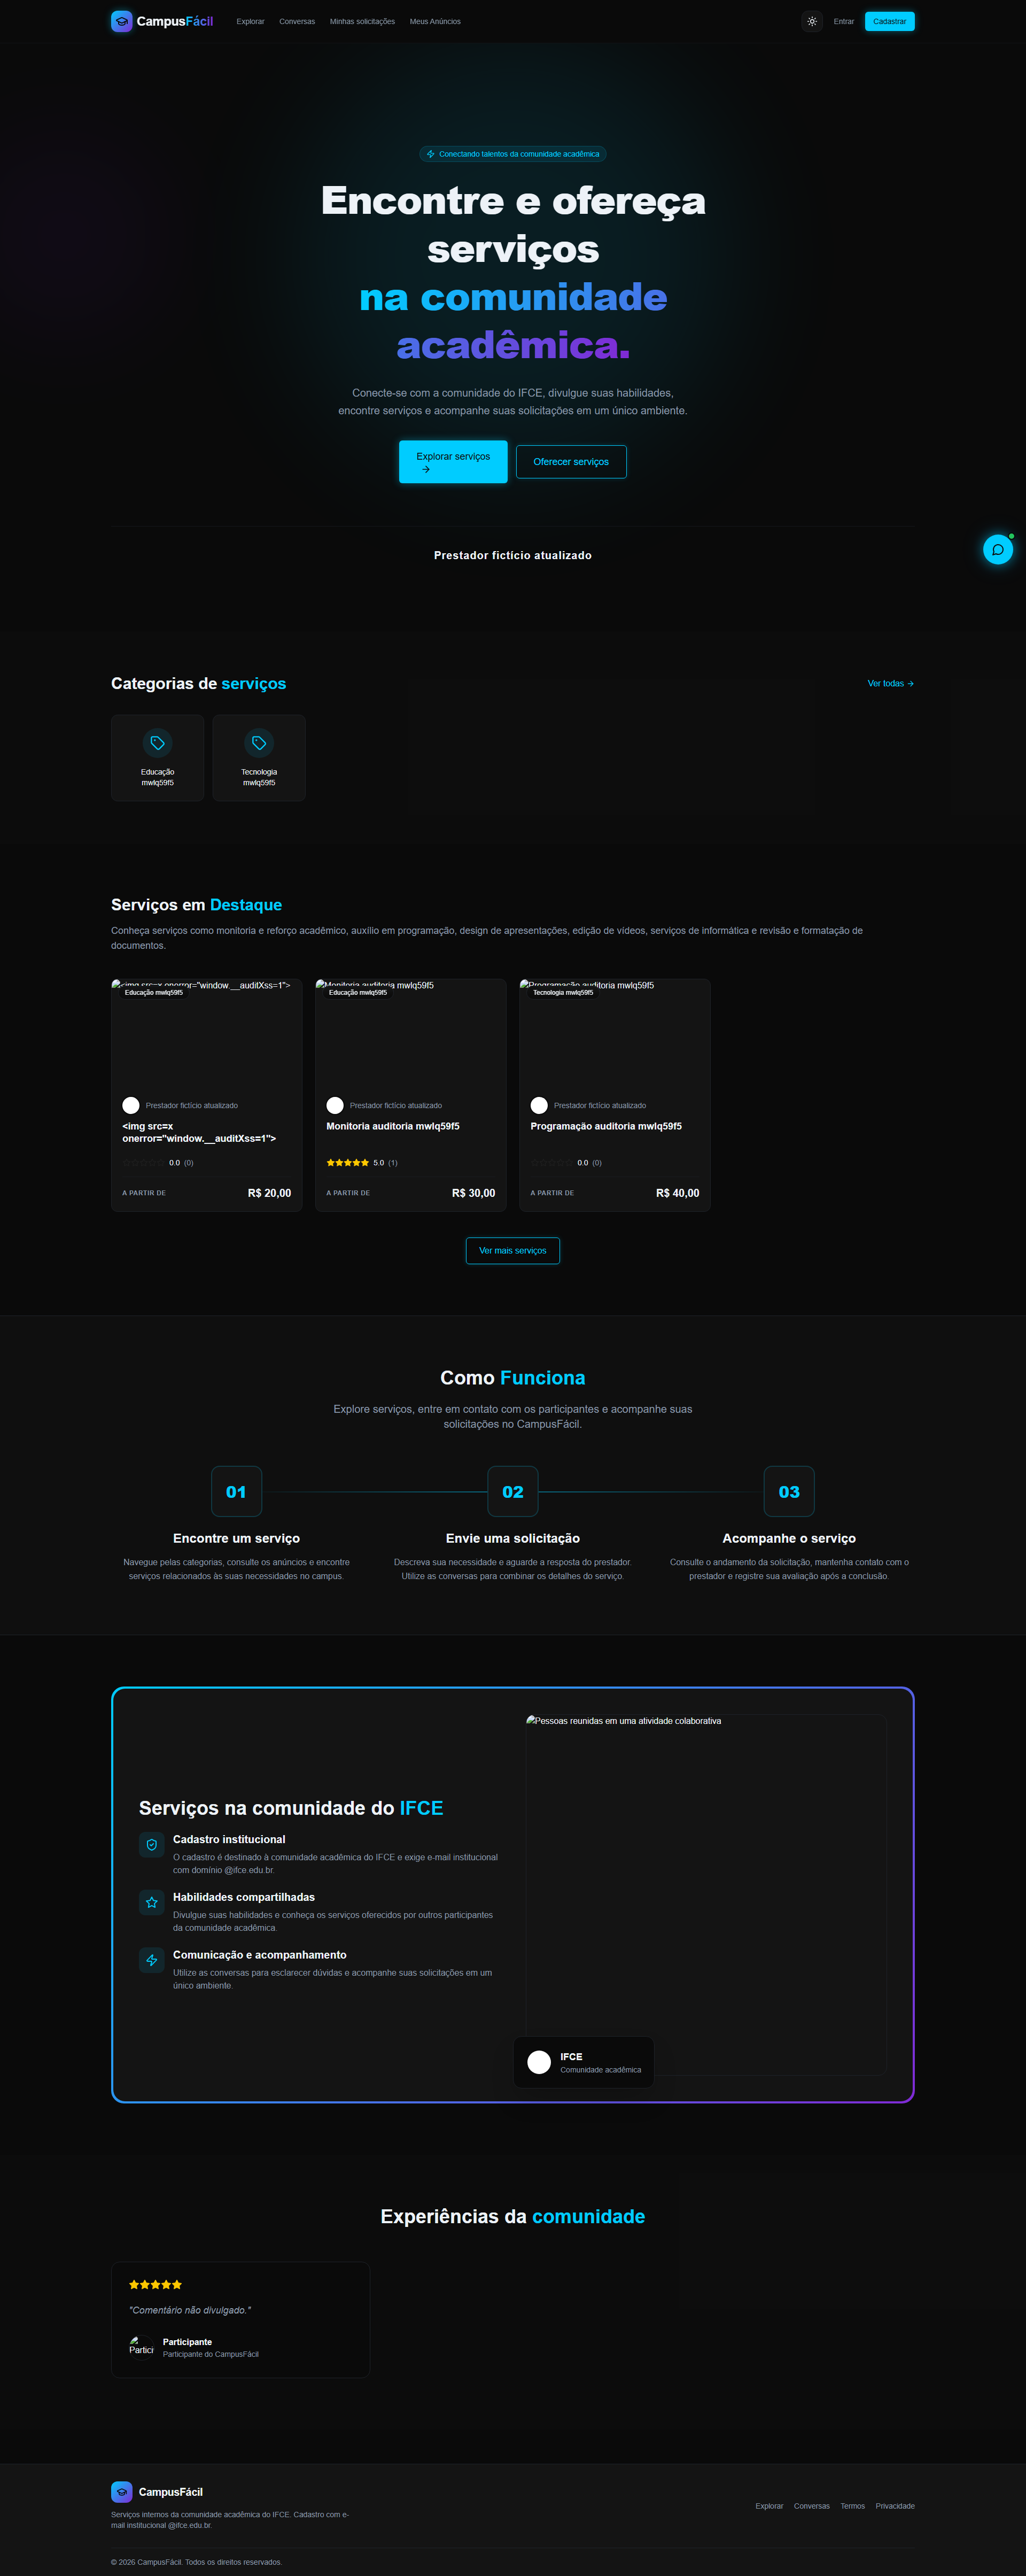 CampusFácil
Explorar
Conversas
Minhas solicitações
Meus Anúncios
Entrar
Cadastrar
Conectando talentos da comunidade acadêmica
Encontre e ofereça
serviços
na comunidade
acadêmica.
Conecte-se com a comunidade do IFCE, divulgue suas habilidades,
encontre serviços e acompanhe suas solicitações em um único ambiente.
Explorar serviços
→
Oferecer serviços
Prestador fictício atualizado
Categorias de serviços
Ver todas →
Educação
mwlq59f5
Tecnologia
mwlq59f5
Serviços em Destaque
Conheça serviços como monitoria e reforço acadêmico, auxílio em programação, design de apresentações, edição de vídeos, serviços de informática e revisão e formatação de
documentos.
<img src=x onerror="window.__auditXss=1">
Educação mwlq59f5
Prestador fictício atualizado
<img src=x
onerror="window.__auditXss=1">
0.0 (0)
A PARTIR DE
R$ 20,00
Monitoria auditoria mwlq59f5
Educação mwlq59f5
Prestador fictício atualizado
Monitoria auditoria mwlq59f5
5.0 (1)
A PARTIR DE
R$ 30,00
Programação auditoria mwlq59f5
Tecnologia mwlq59f5
Prestador fictício atualizado
Programação auditoria mwlq59f5
0.0 (0)
A PARTIR DE
R$ 40,00
Ver mais serviços
Como Funciona
Explore serviços, entre em contato com os participantes e acompanhe suas
solicitações no CampusFácil.
01
Encontre um serviço
Navegue pelas categorias, consulte os anúncios e encontre
serviços relacionados às suas necessidades no campus.
02
Envie uma solicitação
Descreva sua necessidade e aguarde a resposta do prestador.
Utilize as conversas para combinar os detalhes do serviço.
03
Acompanhe o serviço
Consulte o andamento da solicitação, mantenha contato com o
prestador e registre sua avaliação após a conclusão.
Serviços na comunidade do IFCE
Cadastro institucional
O cadastro é destinado à comunidade acadêmica do IFCE e exige e-mail institucional
com domínio @ifce.edu.br.
Habilidades compartilhadas
Divulgue suas habilidades e conheça os serviços oferecidos por outros participantes
da comunidade acadêmica.
Comunicação e acompanhamento
Utilize as conversas para esclarecer dúvidas e acompanhe suas solicitações em um
único ambiente.
Pessoas reunidas em uma atividade colaborativa
IFCE
Comunidade acadêmica
Experiências da comunidade
"Comentário não divulgado."
Partici
Participante
Participante do CampusFácil
CampusFácil
Serviços internos da comunidade acadêmica do IFCE. Cadastro com e-
mail institucional @ifce.edu.br.
Explorar
Conversas
Termos
Privacidade
© 2026 CampusFácil. Todos os direitos reservados.